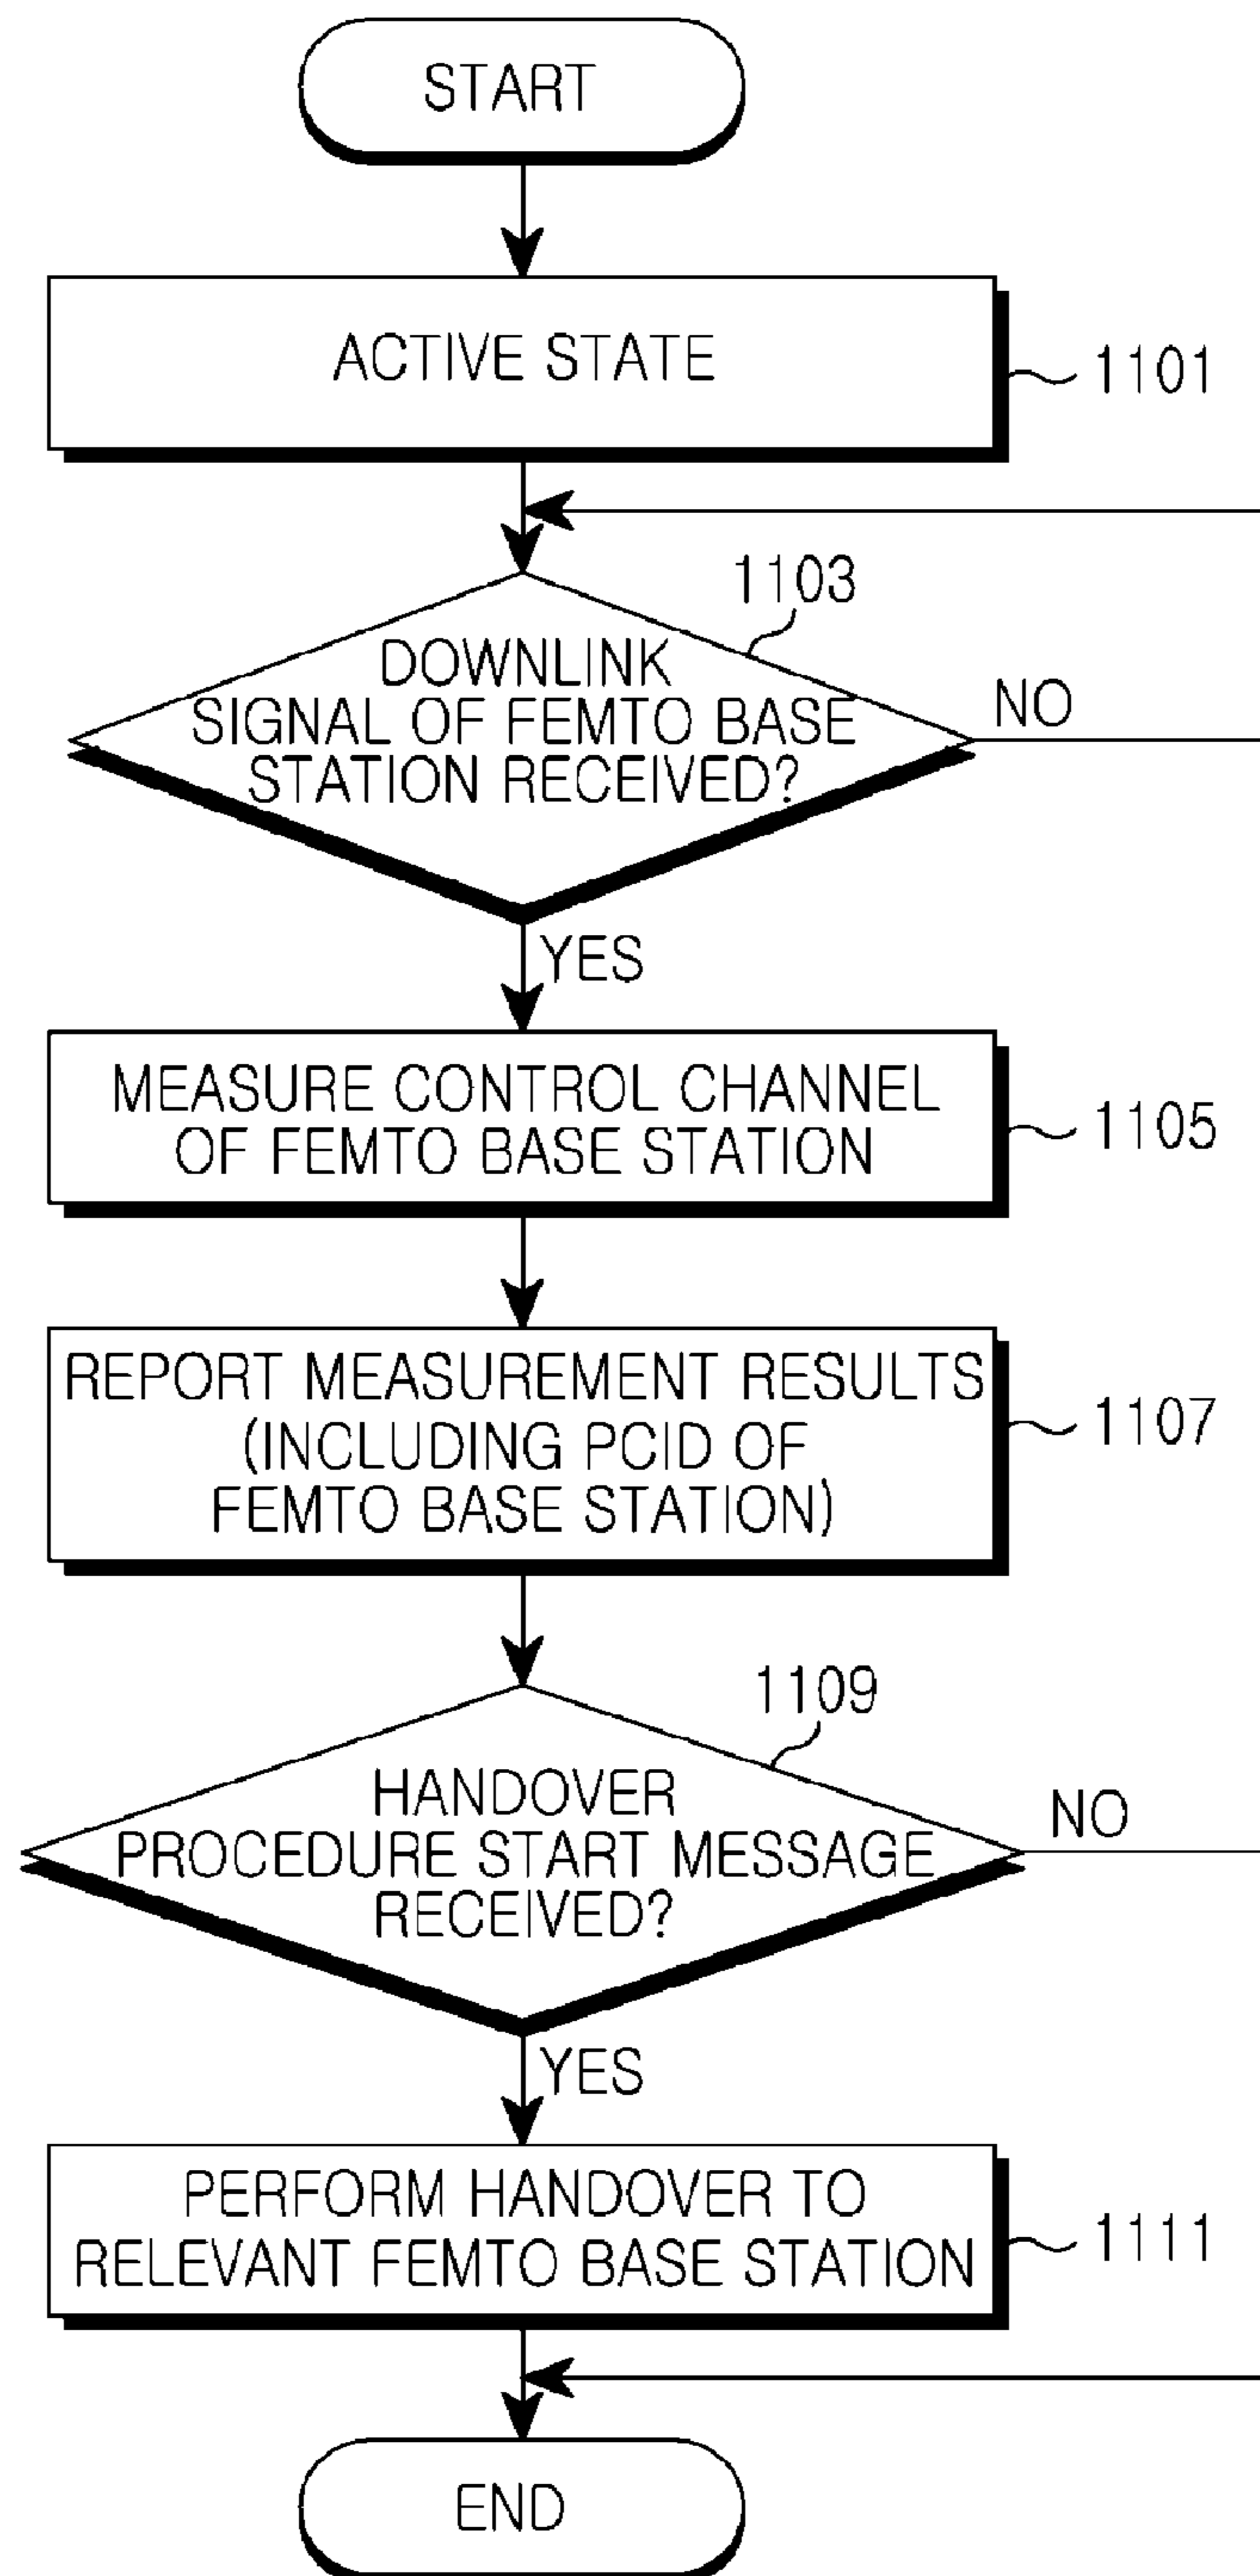 START
ACTIVE STATE
1101
1103
DOWNLINK
SIGNAL OF FEMTO BASE
STATION RECEIVED?
NO
YES
MEASURE CONTROL CHANNEL
OF FEMTO BASE STATION
1105
REPORT MEASUREMENT RESULTS
(INCLUDING PCID OF
FEMTO BASE STATION)
1107
1109
HANDOVER
PROCEDURE START MESSAGE
RECEIVED?
NO
YES
PERFORM HANDOVER TO
RELEVANT FEMTO BASE STATION
1111
END